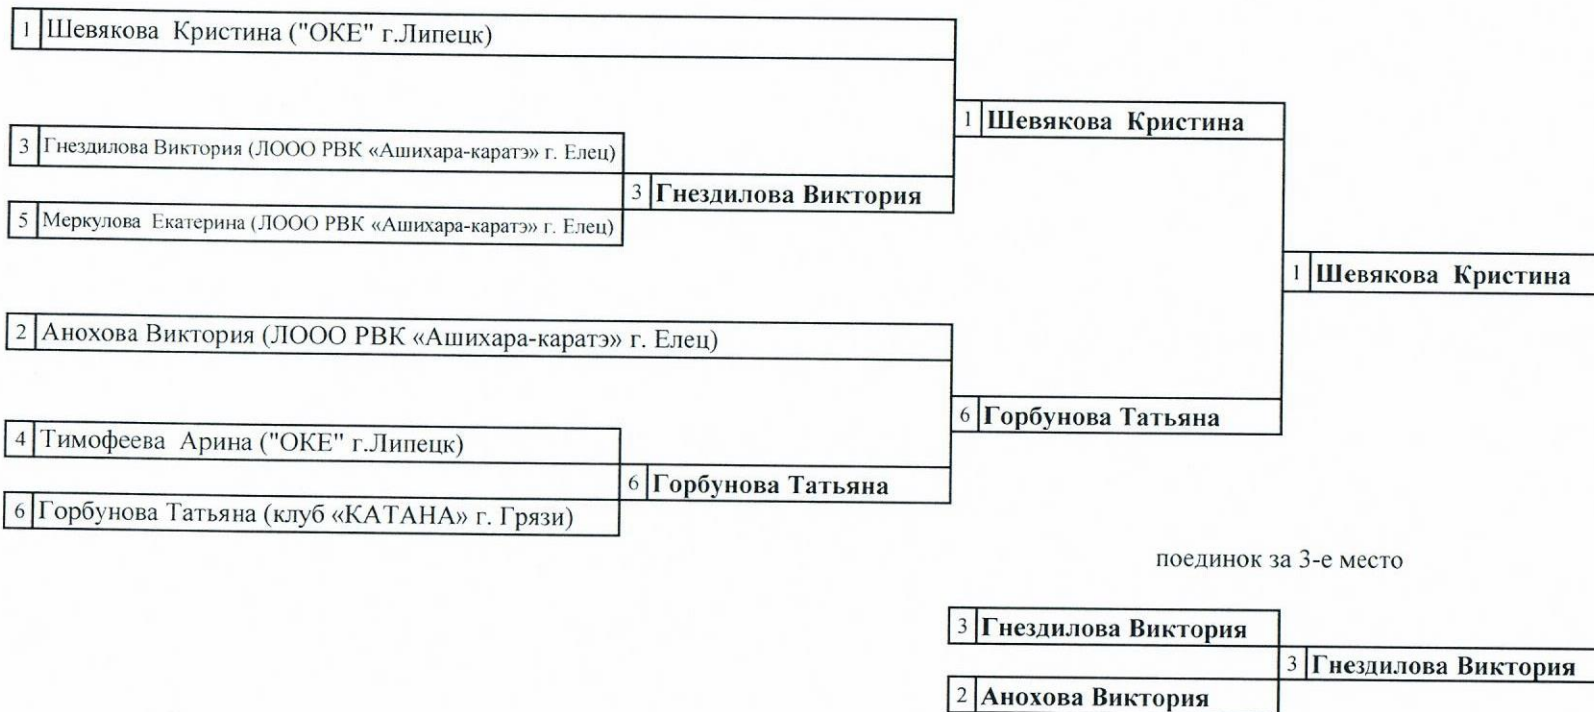 1 Шевякова Кристина ("ОКЕ" г.Липецк)
1 Шевякова Кристина
3 Гнездилова Виктория (ЛООО РВК «Ашихара-каратэ» г. Елец)
3 Гнездилова Виктория
5 Меркулова Екатерина (ЛООО РВК «Ашихара-каратэ» г. Елец)
1 Шевякова Кристина
2 Анохова Виктория (ЛООО РВК «Ашихара-каратэ» г. Елец)
6 Горбунова Татьяна
4 Тимофеева Арина ("ОКЕ" г.Липецк)
6 Горбунова Татьяна
6 Горбунова Татьяна (клуб «КАТАНА» г. Грязи)
поединок за 3-е место
3 Гнездилова Виктория
3 Гнездилова Виктория
2 Анохова Виктория